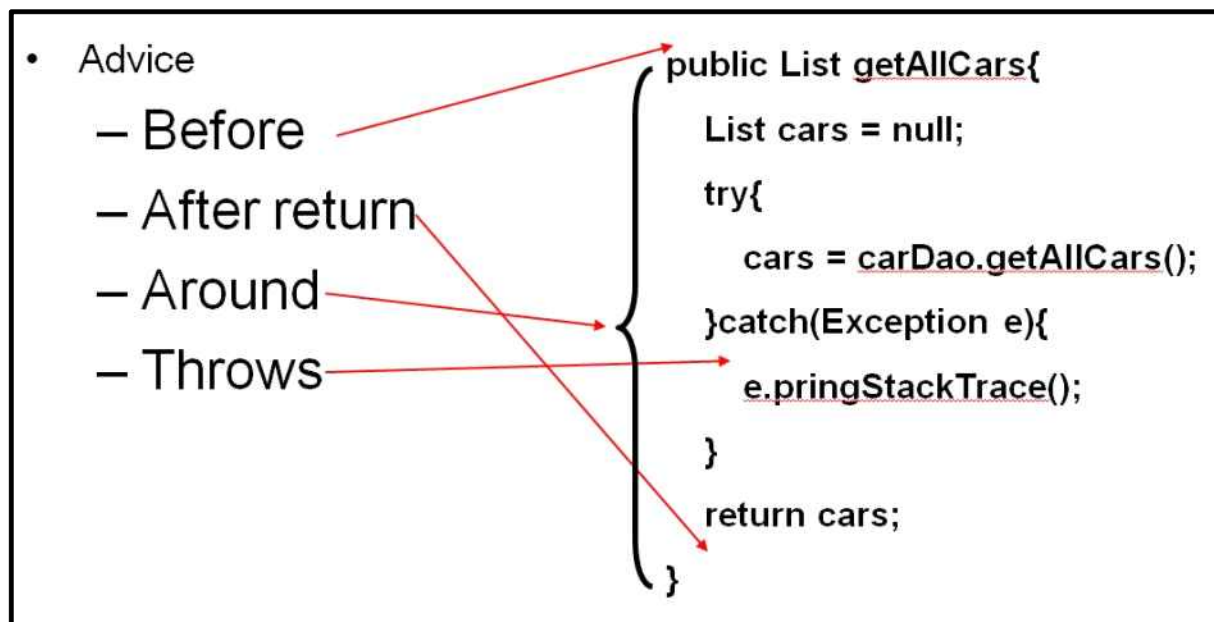 • Advice
– Before
– After return
– Around
– Throws
public List getAllCars{
List cars = null;
try{
cars = carDao.getAllCars();
}catch(Exception e){
e.pringStackTrace();
}
return cars;
}